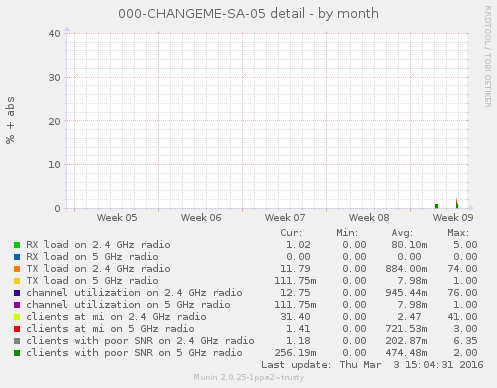 000-CHANGEME-SA-05 detail - by month
RRDTOOL / TOBI OETIKER
% + abs
40
30
20
10
0
Week 05 Week 06 Week 07 Week 08 Week 09
Cur: Min: Avg: Max:
RX load on 2.4 GHz radio 1.02 0.00 80.10m 5.00
RX load on 5 GHz radio 0.00 0.00 0.00 0.00
TX load on 2.4 GHz radio 11.79 0.00 884.00m 74.00
TX load on 5 GHz radio 111.75m 0.00 7.98m 1.00
channel utilization on 2.4 GHz radio 12.75 0.00 945.44m 76.00
channel utilization on 5 GHz radio 111.75m 0.00 7.98m 1.00
clients at mi on 2.4 GHz radio 31.40 0.00 2.47 41.00
clients at mi on 5 GHz radio 1.41 0.00 721.53m 3.00
clients with poor SNR on 2.4 GHz radio 1.18 0.00 202.87m 6.35
clients with poor SNR on 5 GHz radio 256.19m 0.00 474.48m 2.00
Last update: Thu Mar 3 15:04:31 2016
Munin 2.0.25-1ppa2~trusty